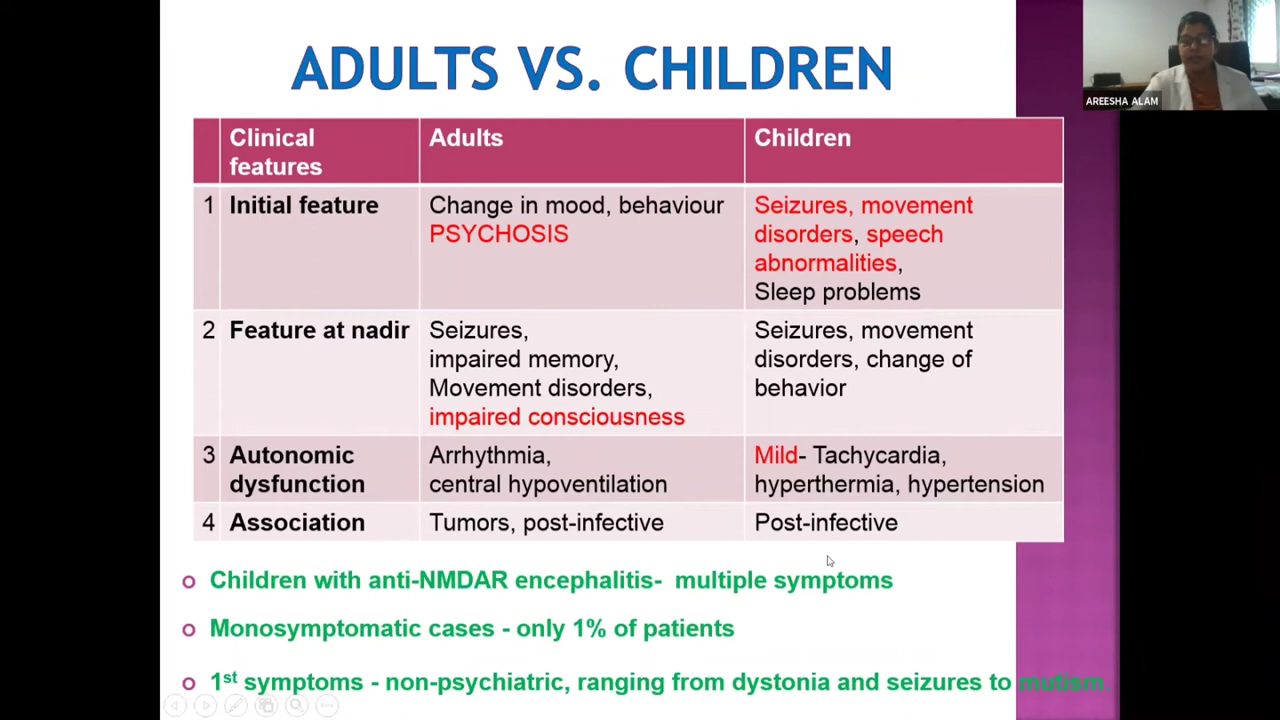 ADULTS VS. CHILDREN
AREESHA ALAM
Clinical features
Adults
Children
1
Initial feature
Change in mood, behaviour
PSYCHOSIS
Seizures, movement
disorders, speech
abnormalities,
Sleep problems
2
Feature at nadir
Seizures,
impaired memory,
Movement disorders,
impaired consciousness
Seizures, movement
disorders, change of
behavior
3
Autonomic
dysfunction
Arrhythmia,
central hypoventilation
Mild- Tachycardia,
hyperthermia, hypertension
4
Association
Tumors, post-infective
Post-infective
Children with anti-NMDAR encephalitis- multiple symptoms
Monosymptomatic cases - only 1% of patients
1st symptoms - non-psychiatric, ranging from dystonia and seizures to mutism.